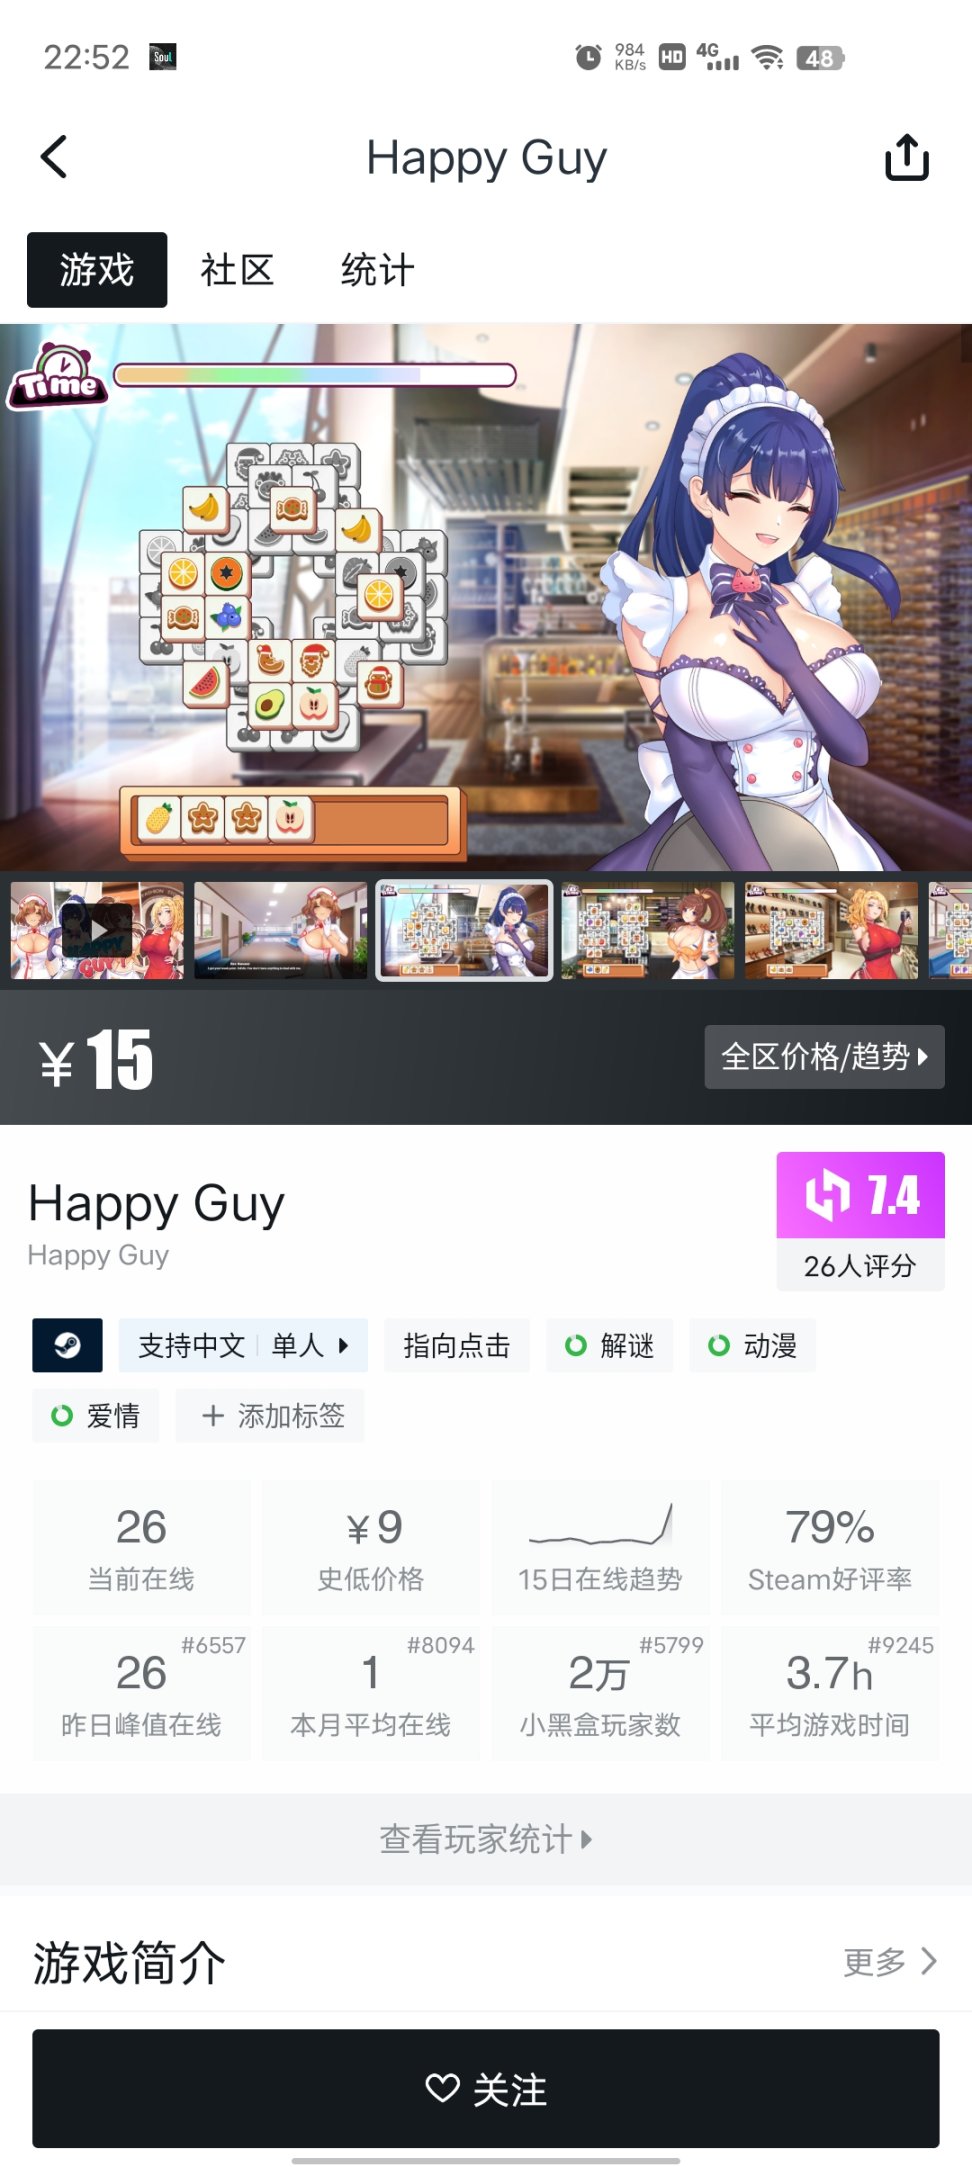 22:52
Soul
984 KB/s
HD
4G
48
Happy Guy
游戏
社区
统计
Time
¥15
全区价格/趋势
Happy Guy
7.4
Happy Guy
26人评分
支持中文 单人
指向点击
解谜
动漫
爱情
+ 添加标签
26
¥9
79%
当前在线
史低价格
15日在线趋势
Steam好评率
#6557
#8094
#5799
#9245
26
1
2万
3.7h
昨日峰值在线
本月平均在线
小黑盒玩家数
平均游戏时间
查看玩家统计
游戏简介
更多
关注